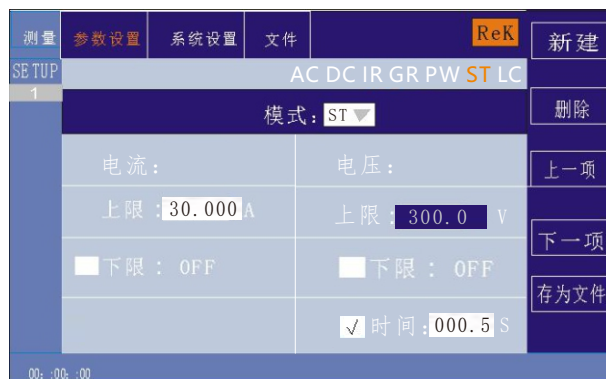 测量 参数设置 系统设置 文件 ReK 新建
SETUP AC DC IR GR PW ST LC
1
模式：ST 删除
电流： 电压： 上一项
上限：30.000 A 上限：300.0 V
下限：OFF 下限：OFF 下一项
√ 时间：000.5 S 存为文件
00: :00: :00